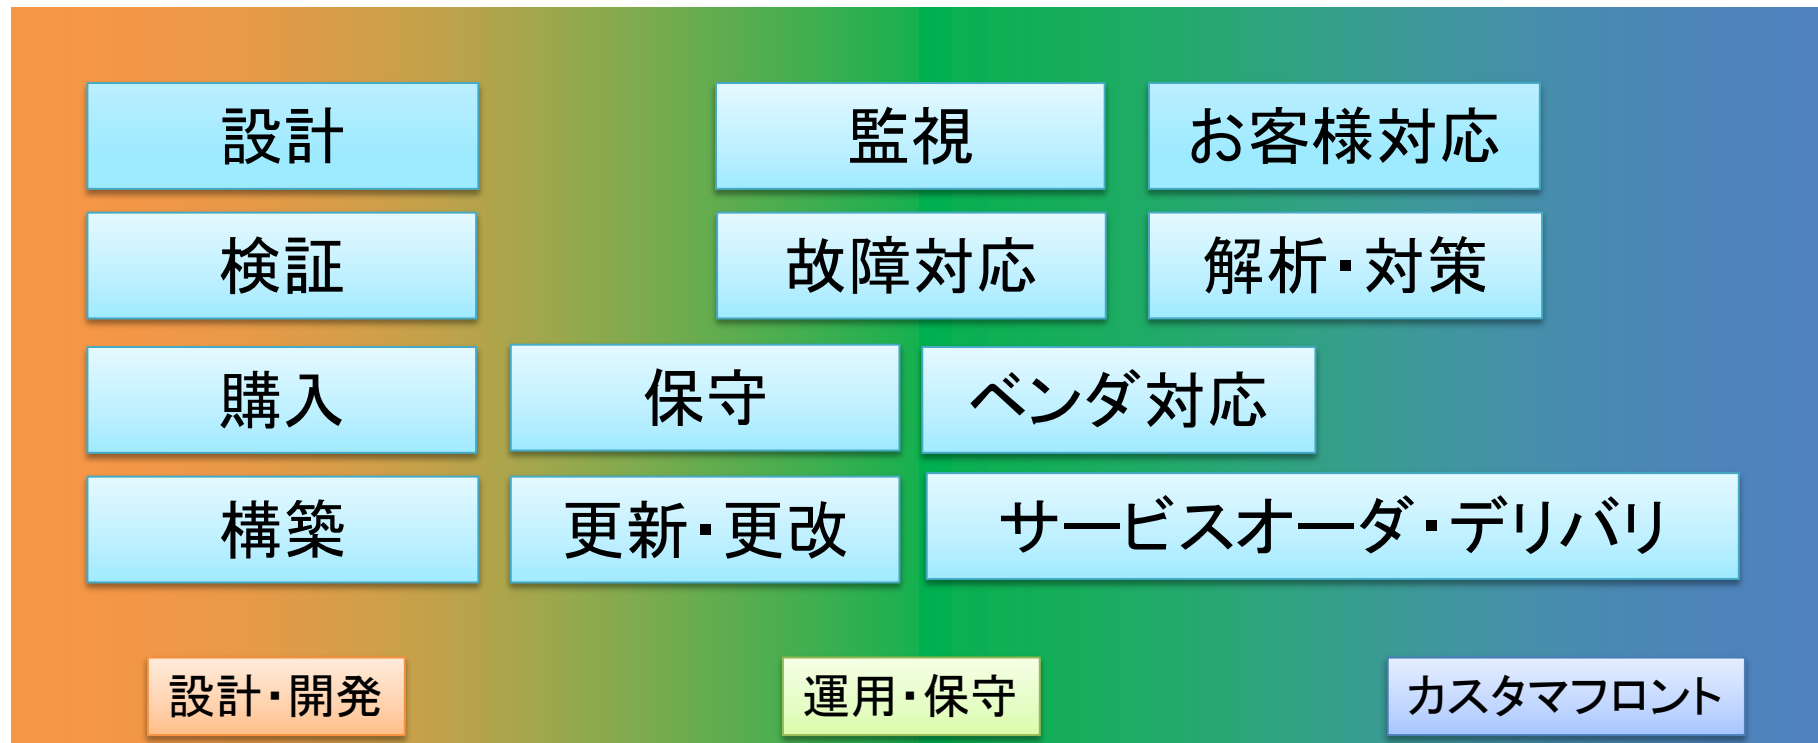 設計
監視
お客様対応
検証
故障対応
解析・対策
購入
保守
ベンダ対応
構築
更新・更改
サービスオーダ・デリバリ
設計・開発
運用・保守
カスタマフロント